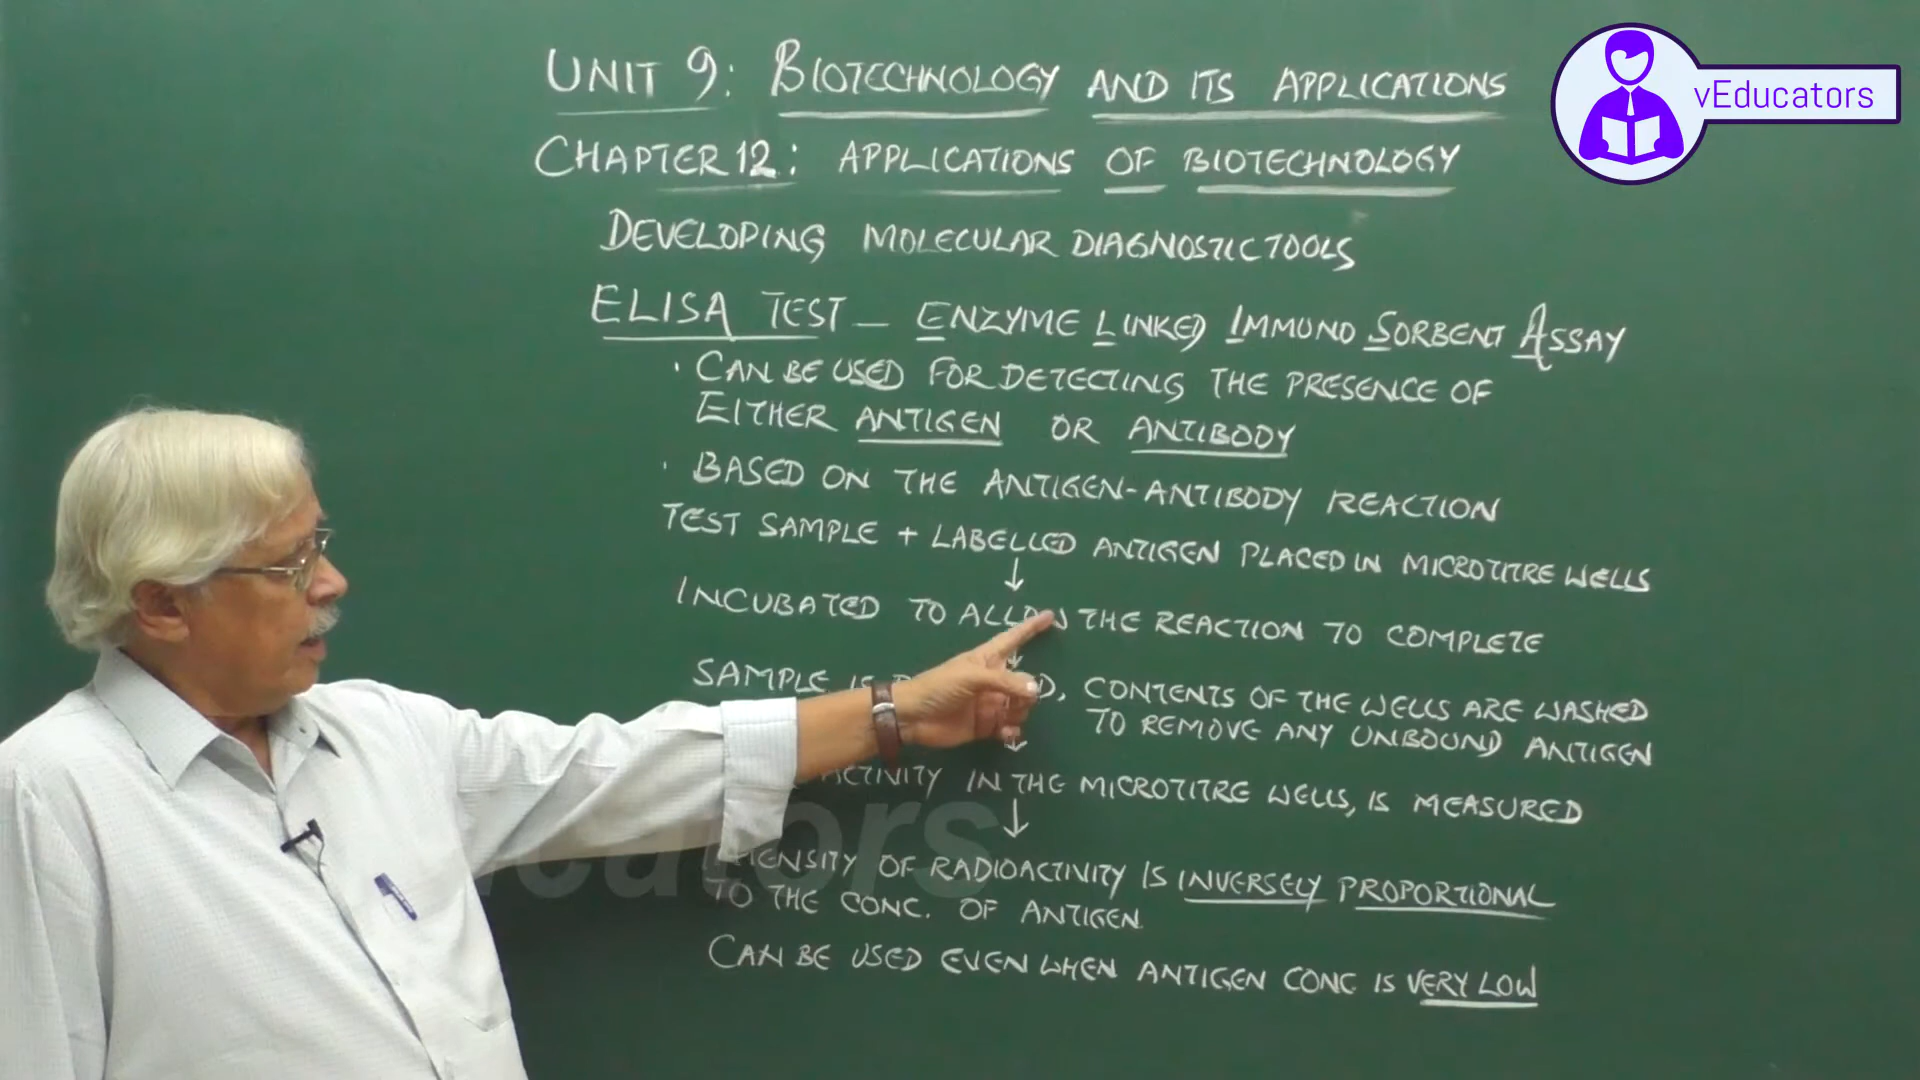 UNIT 9: BIOTECHNOLOGY AND ITS APPLICATIONS
vEducators
CHAPTER 12: APPLICATIONS OF BIOTECHNOLOGY
DEVELOPING MOLECULAR DIAGNOSTIC TOOLS
ELISA TEST – ENZYME LINKED IMMUNO SORBENT ASSAY
· CAN BE USED FOR DETECTING THE PRESENCE OF
EITHER ANTIGEN OR ANTIBODY
· BASED ON THE ANTIGEN-ANTIBODY REACTION
TEST SAMPLE + LABELLED ANTIGEN PLACED IN MICROTITRE WELLS
↓
INCUBATED TO ALLOW THE REACTION TO COMPLETE
SAMPLE IS , CONTENTS OF THE WELLS ARE WASHED
TO REMOVE ANY UNBOUND ANTIGEN
IN THE MICROTITRE WELLS, IS MEASURED
↓
OF RADIOACTIVITY IS INVERSELY PROPORTIONAL
TO THE CONC. OF ANTIGEN
CAN BE USED EVEN WHEN ANTIGEN CONC IS VERY LOW